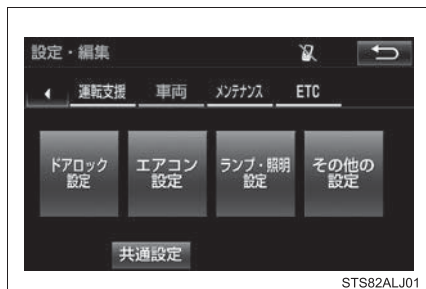 設定・編集
運転支援 車両 メンテナンス ETC
ドアロック
設定
エアコン
設定
ランプ・照明
設定
その他の
設定
共通設定
STS82ALJ01